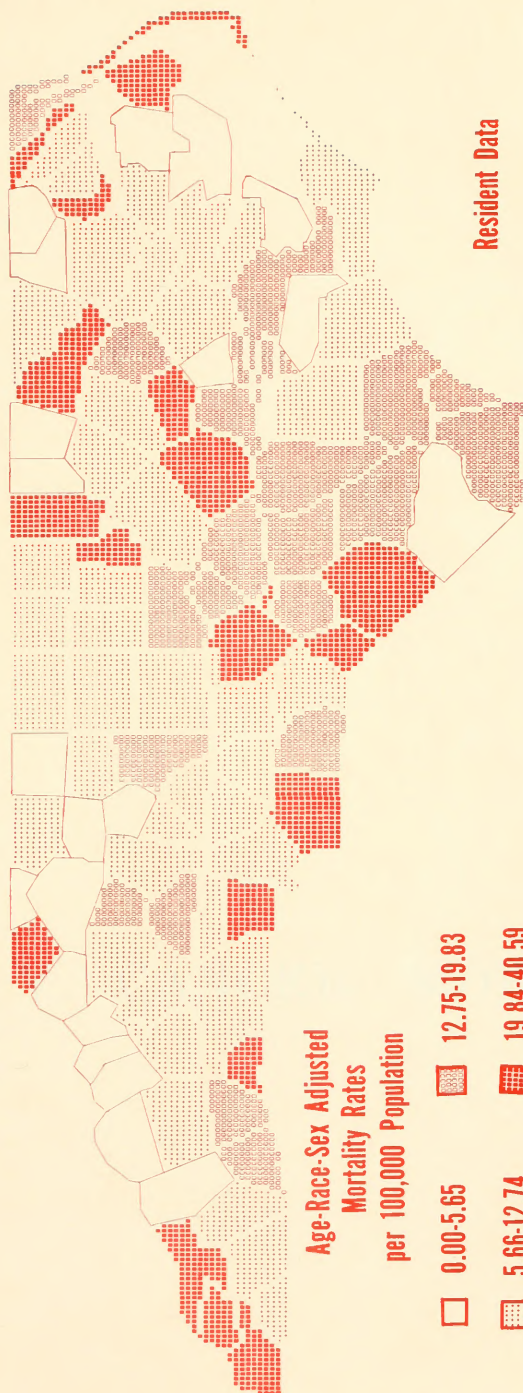 Age-Race-Sex Adjusted
Mortality Rates
per 100,000 Population
0.00-5.65
12.75-19.83
5.66-12.74
19.84-40.59
Resident Data